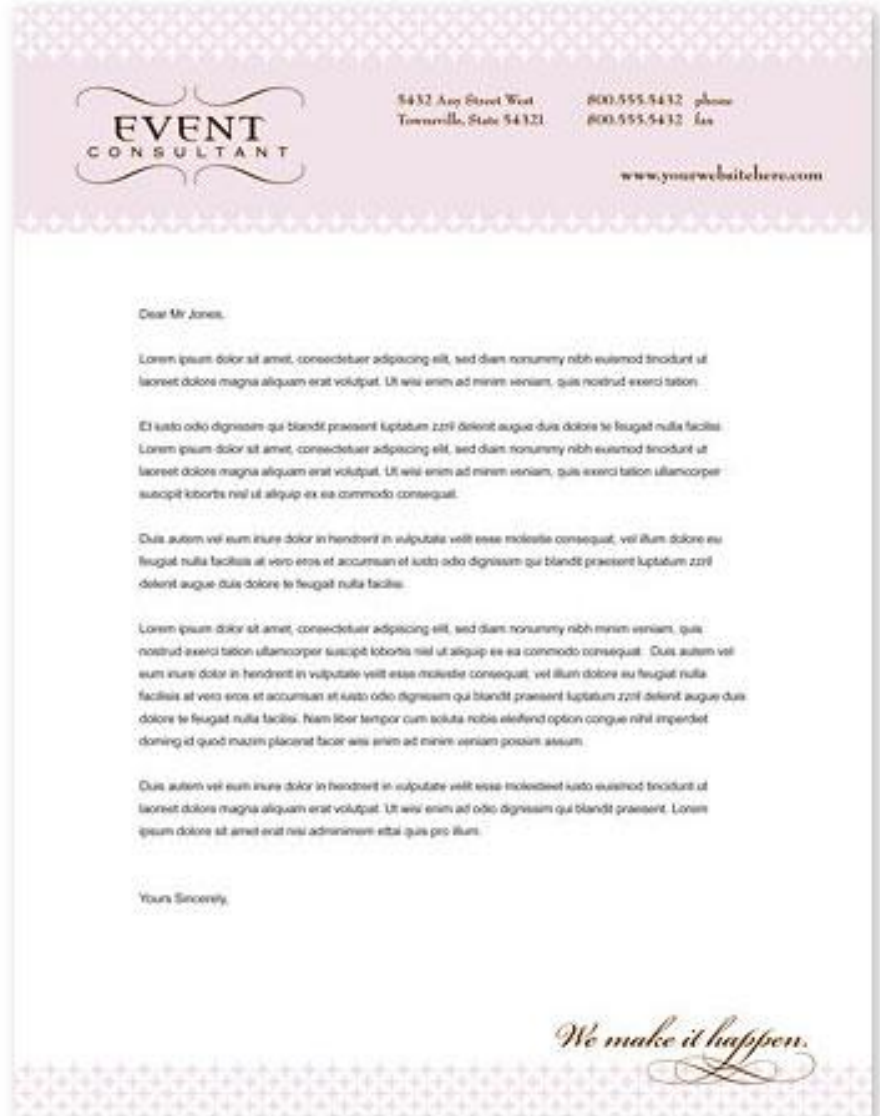 EVENT
CONSULTANT
5432 Any Street West
Townsville, State 54321
800.555.5432 phone
800.555.5432 fax
www.yourwebsitehere.com
Dear Mr Jones,
Lorem ipsum dolor sit amet, consectetuer adipiscing elit, sed diam nonummy nibh euismod tincidunt ut
laoreet dolore magna aliquam erat volutpat. Ut wisi enim ad minim veniam, quis nostrud exerci tation.
Et iusto odio dignissim qui blandit praesent luptatum zzril delenit augue duis dolore te feugait nulla facilisi.
Lorem ipsum dolor sit amet, consectetuer adipiscing elit, sed diam nonummy nibh euismod tincidunt ut
laoreet dolore magna aliquam erat volutpat. Ut wisi enim ad minim veniam, quis exerci tation ullamcorper
suscipit lobortis nisl ut aliquip ex ea commodo consequat.
Duis autem vel eum iriure dolor in hendrerit in vulputate velit esse molestie consequat, vel illum dolore eu
feugiat nulla facilisis at vero eros et accumsan et iusto odio dignissim qui blandit praesent luptatum zzril
delenit augue duis dolore te feugait nulla facilisi.
Lorem ipsum dolor sit amet, consectetuer adipiscing elit, sed diam nonummy nibh minim veniam, quis
nostrud exerci tation ullamcorper suscipit lobortis nisl ut aliquip ex ea commodo consequat. Duis autem vel
eum iriure dolor in hendrerit in vulputate velit esse molestie consequat, vel illum dolore eu feugiat nulla
facilisis at vero eros et accumsan et iusto odio dignissim qui blandit praesent luptatum zzril delenit augue duis
dolore te feugait nulla facilisi. Nam liber tempor cum soluta nobis eleifend option congue nihil imperdiet
doming id quod mazim placerat facer wisi enim ad minim veniam possim assum.
Duis autem vel eum iriure dolor in hendrerit in vulputate velit esse molestieet iusto euismod tincidunt ut
laoreet dolore magna aliquam erat volutpat. Ut wisi enim ad odio dignissim qui blandit praesent. Lorem
ipsum dolore sit amet erat nisi adminimem ettai quis pro illum.
Yours Sincerely,
We make it happen.